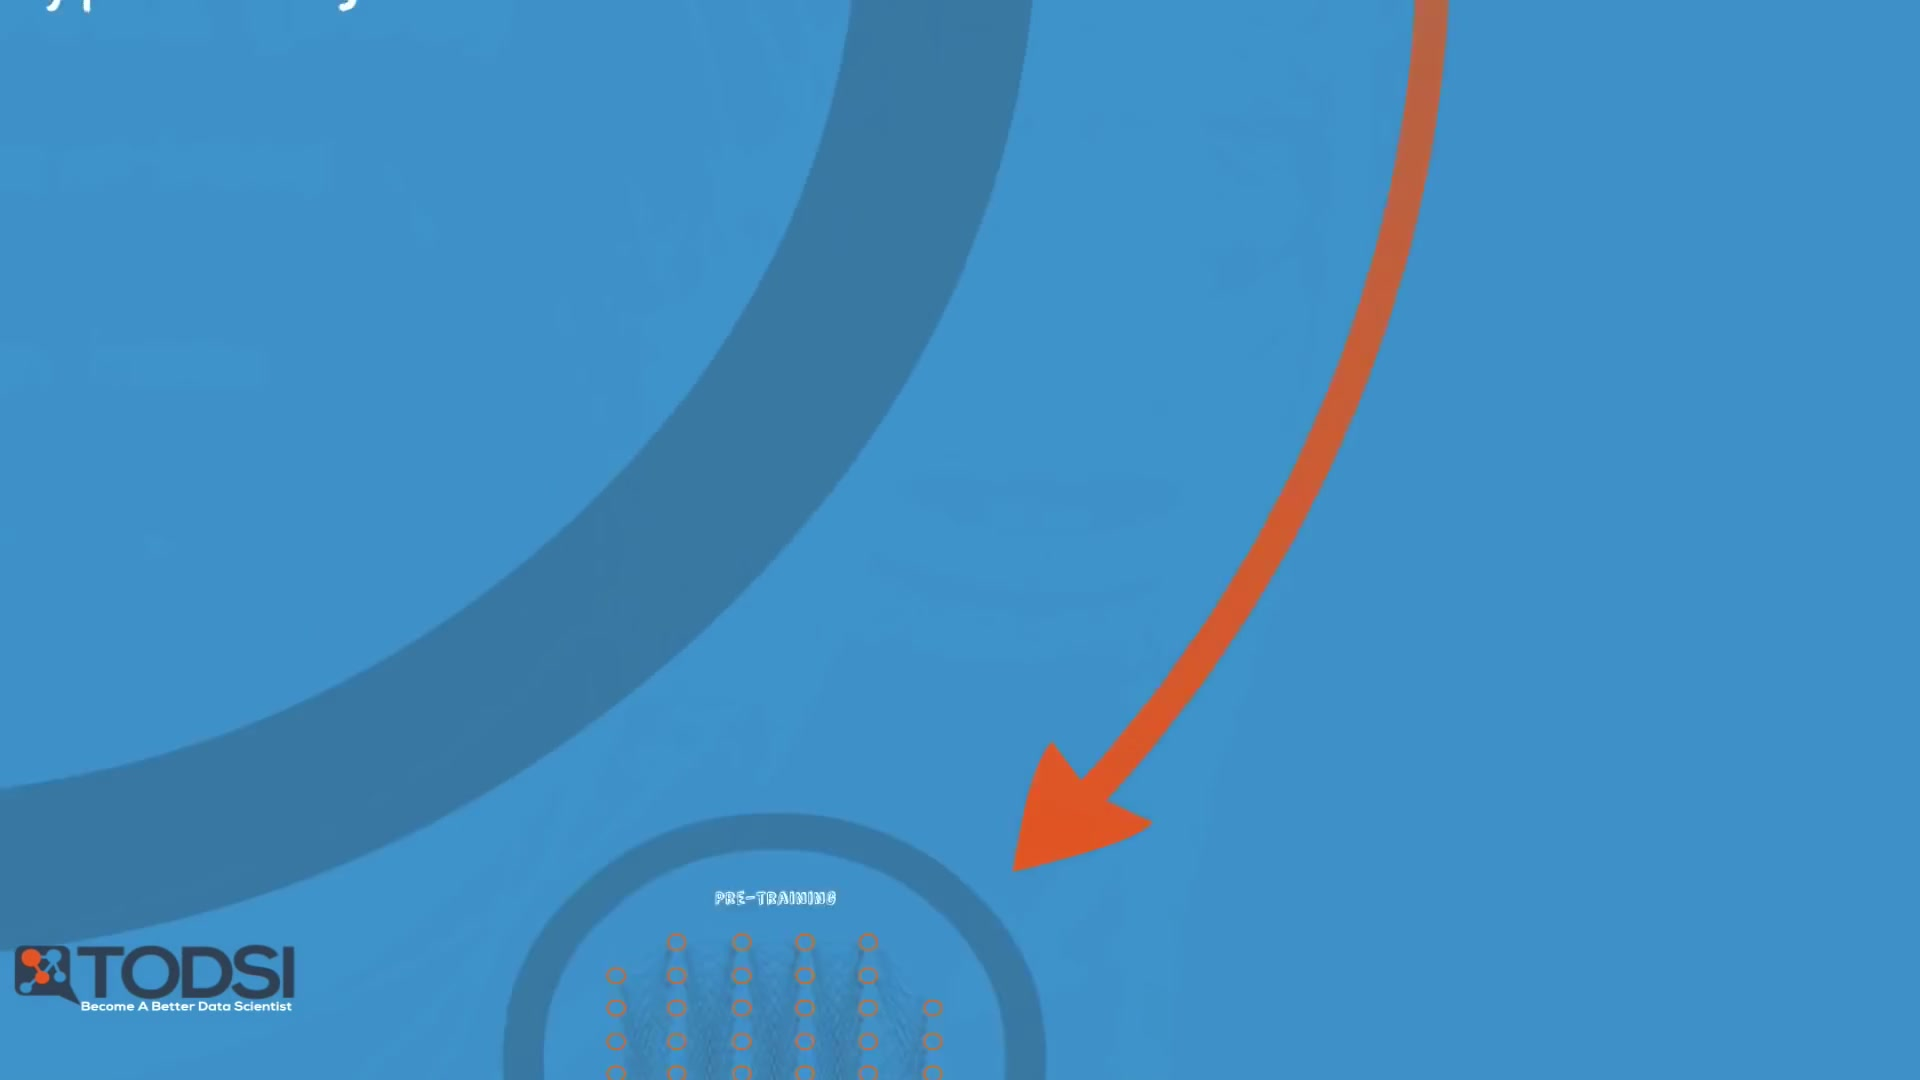 PRE-TRAINING
TODSI
Become A Better Data Scientist